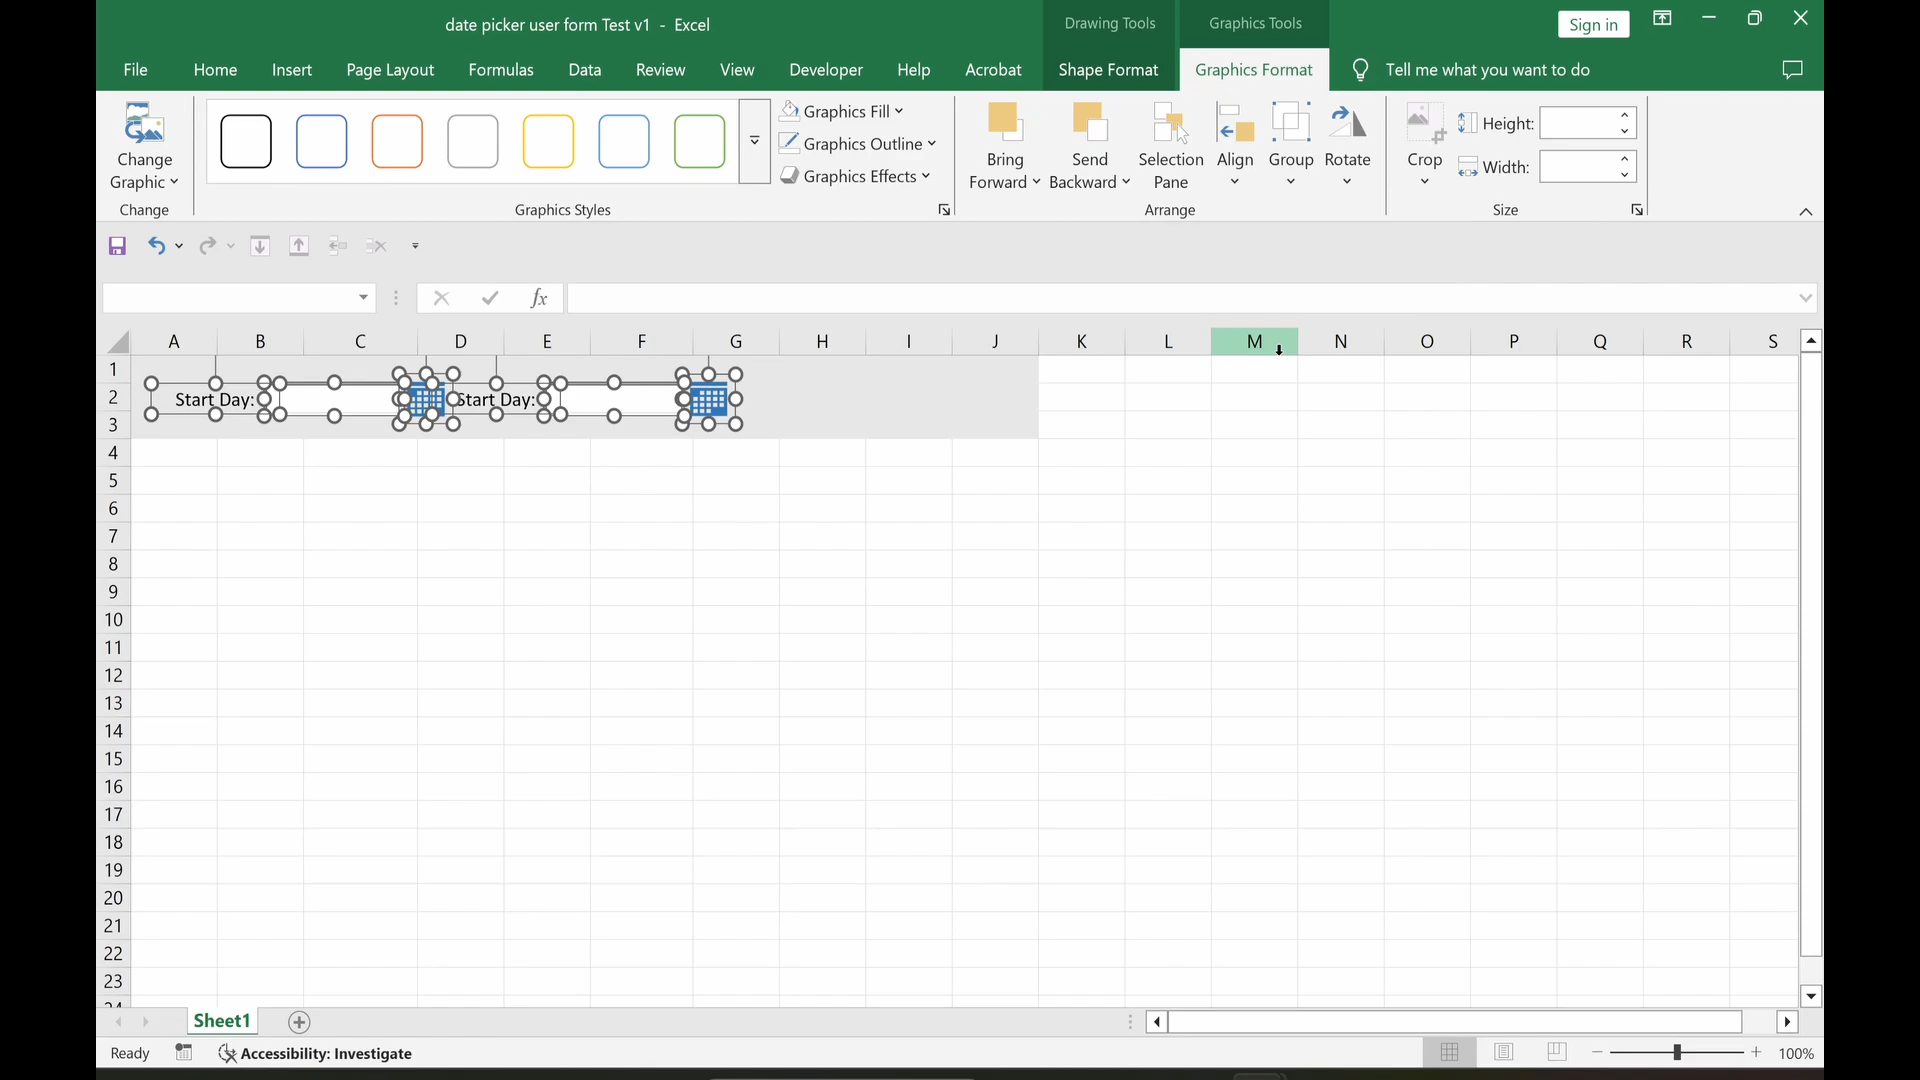 date picker user form Test v1 - Excel
Drawing Tools
Graphics Tools
Sign in
File Home Insert Page Layout Formulas Data Review View Developer Help Acrobat Shape Format Graphics Format Tell me what you want to do
Change
Graphic
Change
Graphics Fill
Graphics Outline
Graphics Effects
Graphics Styles
Bring
Forward
Send
Backward
Selection
Pane
Align
Group
Rotate
Arrange
Crop
Height:
Width:
Size
fx
A B C D E F G H I J K L M N O P Q R S
1
2 Start Day: Start Day:
3
4
5
6
7
8
9
10
11
12
13
14
15
16
17
18
19
20
21
22
23
24
Sheet1
Ready
Accessibility: Investigate
100%